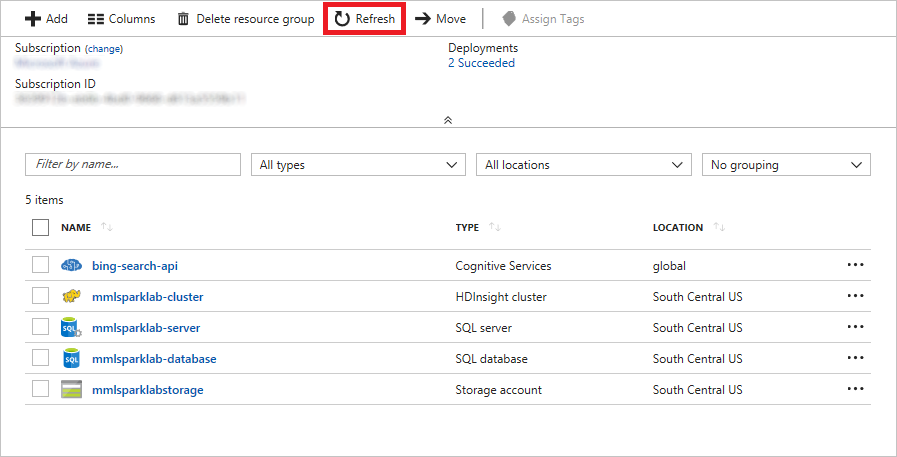 Add Columns Delete resource group Refresh Move Assign Tags
Subscription (change) Deployments
2 Succeeded
Subscription ID
Filter by name... All types All locations No grouping
5 items
NAME TYPE LOCATION
bing-search-api Cognitive Services global
mmlsparklab-cluster HDInsight cluster South Central US
SQL mmlsparklab-server SQL server South Central US
SQL mmlsparklab-database SQL database South Central US
mmlsparklabstorage Storage account South Central US